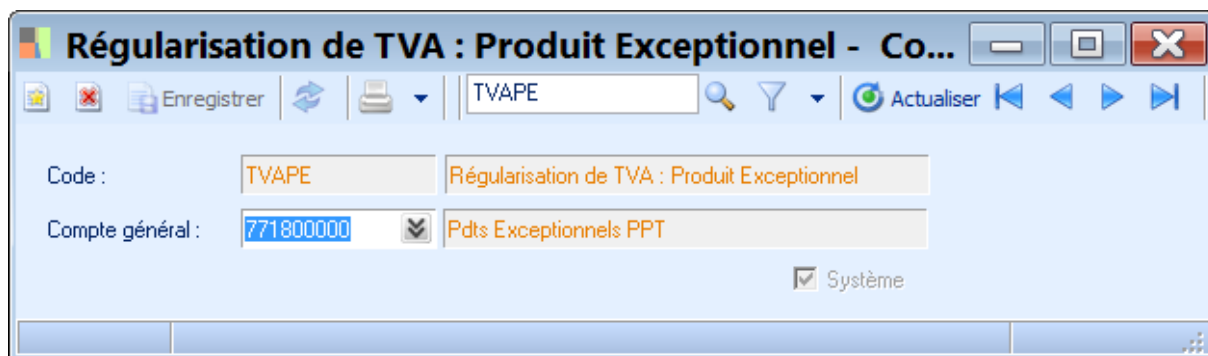 Régularisation de TVA : Produit Exceptionnel - Co...
Enregistrer TVAPE Actualiser
Code : TVAPE Régularisation de TVA : Produit Exceptionnel
Compte général : 771800000 Pdts Exceptionnels PPT
Système